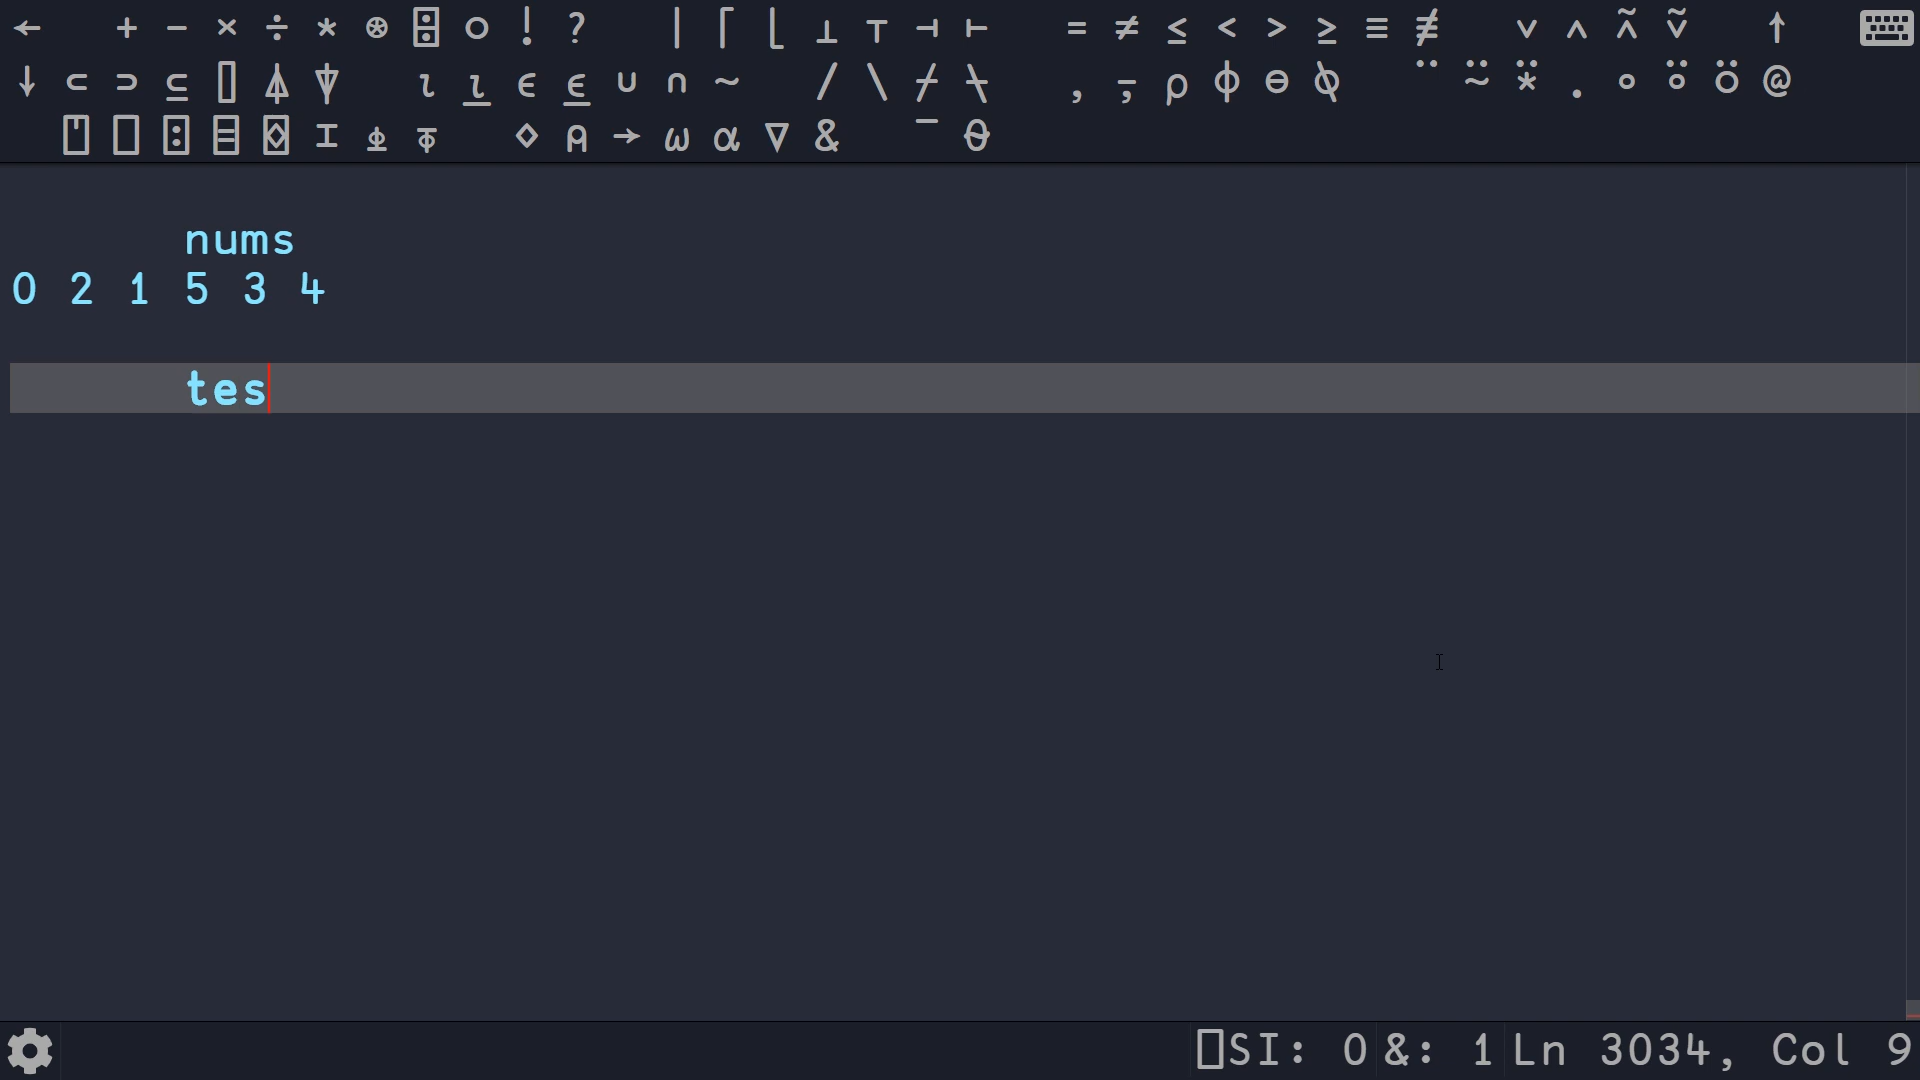 ← + − × ÷ * ⍟ ⌹ ○ ! ? | ⌈ ⌊ ⊥ ⊤ ⊣ ⊢ = ≠ ≤ < > ≥ ≡ ≢ ∨ ∧ ⍲ ⍱ ↑
↓ ⊂ ⊃ ⊆ ⌷ ⍋ ⍒ ⍳ ⍸ ∊ ⍷ ∪ ∩ ~ / \ ⌿ ⍀ , ⍪ ⍴ ⌽ ⊖ ⍉ ¨ ⍨ ⍣ . ∘ ⍤ ⍥ @
⍞ ⎕ ⍠ ⌸ ⌺ ⌶ ⍎ ⍕ ⋄ ⍝ → ⍵ ⍺ ∇ & ¯ ⍬
nums
0 2 1 5 3 4
tes
⎕SI: 0 &: 1 Ln 3034, Col 9